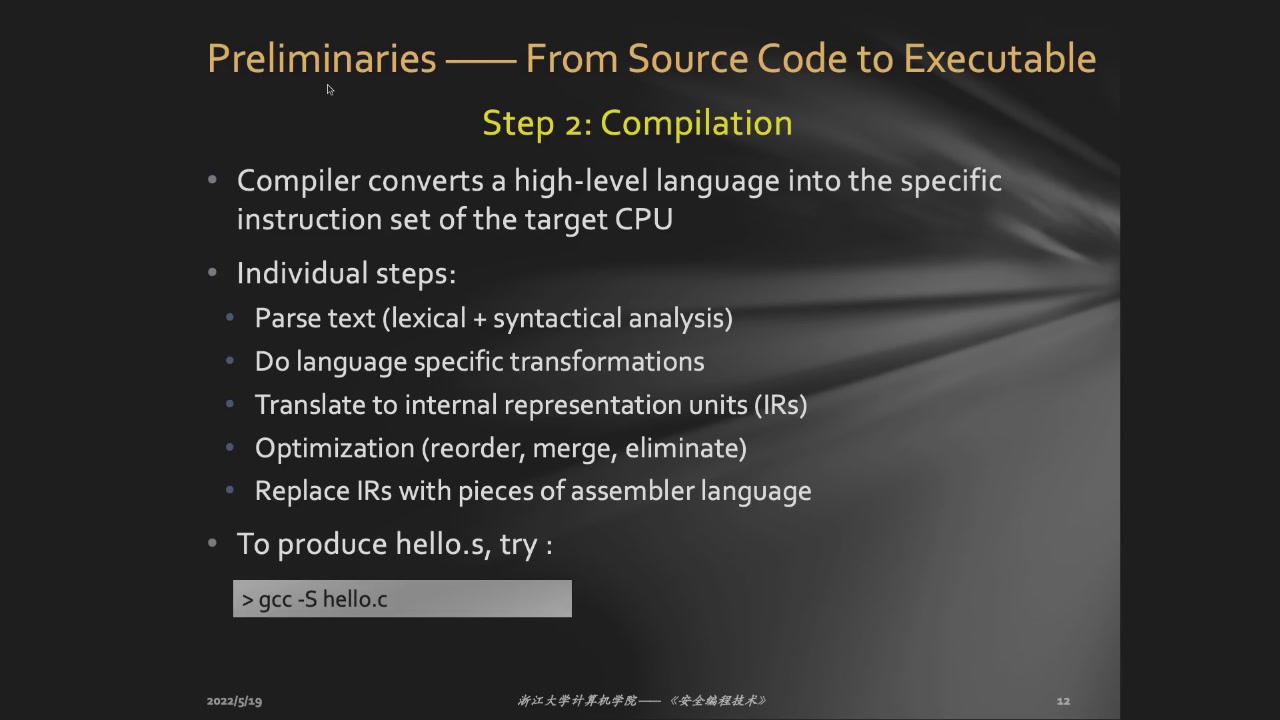 Preliminaries —— From Source Code to Executable
Step 2: Compilation
• Compiler converts a high-level language into the specific
instruction set of the target CPU
• Individual steps:
• Parse text (lexical + syntactical analysis)
• Do language specific transformations
• Translate to internal representation units (IRs)
• Optimization (reorder, merge, eliminate)
• Replace IRs with pieces of assembler language
• To produce hello.s, try :
> gcc -S hello.c
2022/5/19 浙江大学计算机学院——《安全编程技术》 12